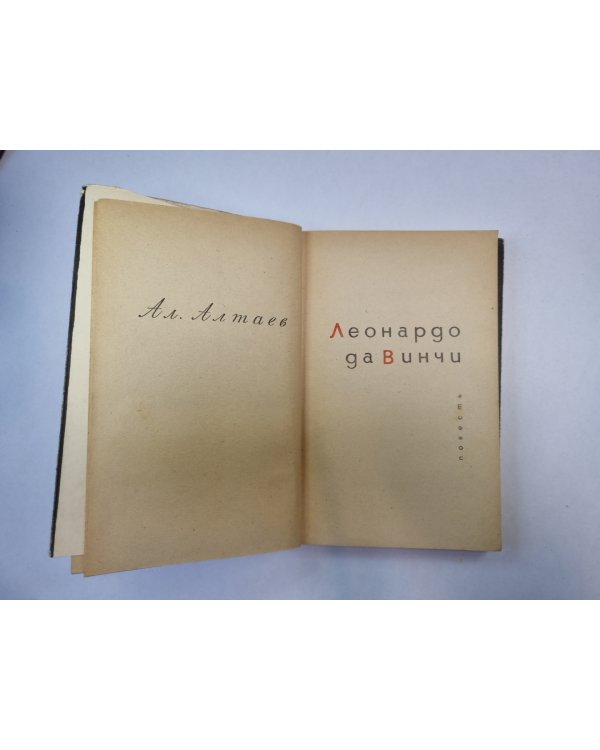 Ал. Алтаев
Леонардо
да Винчи
повесть